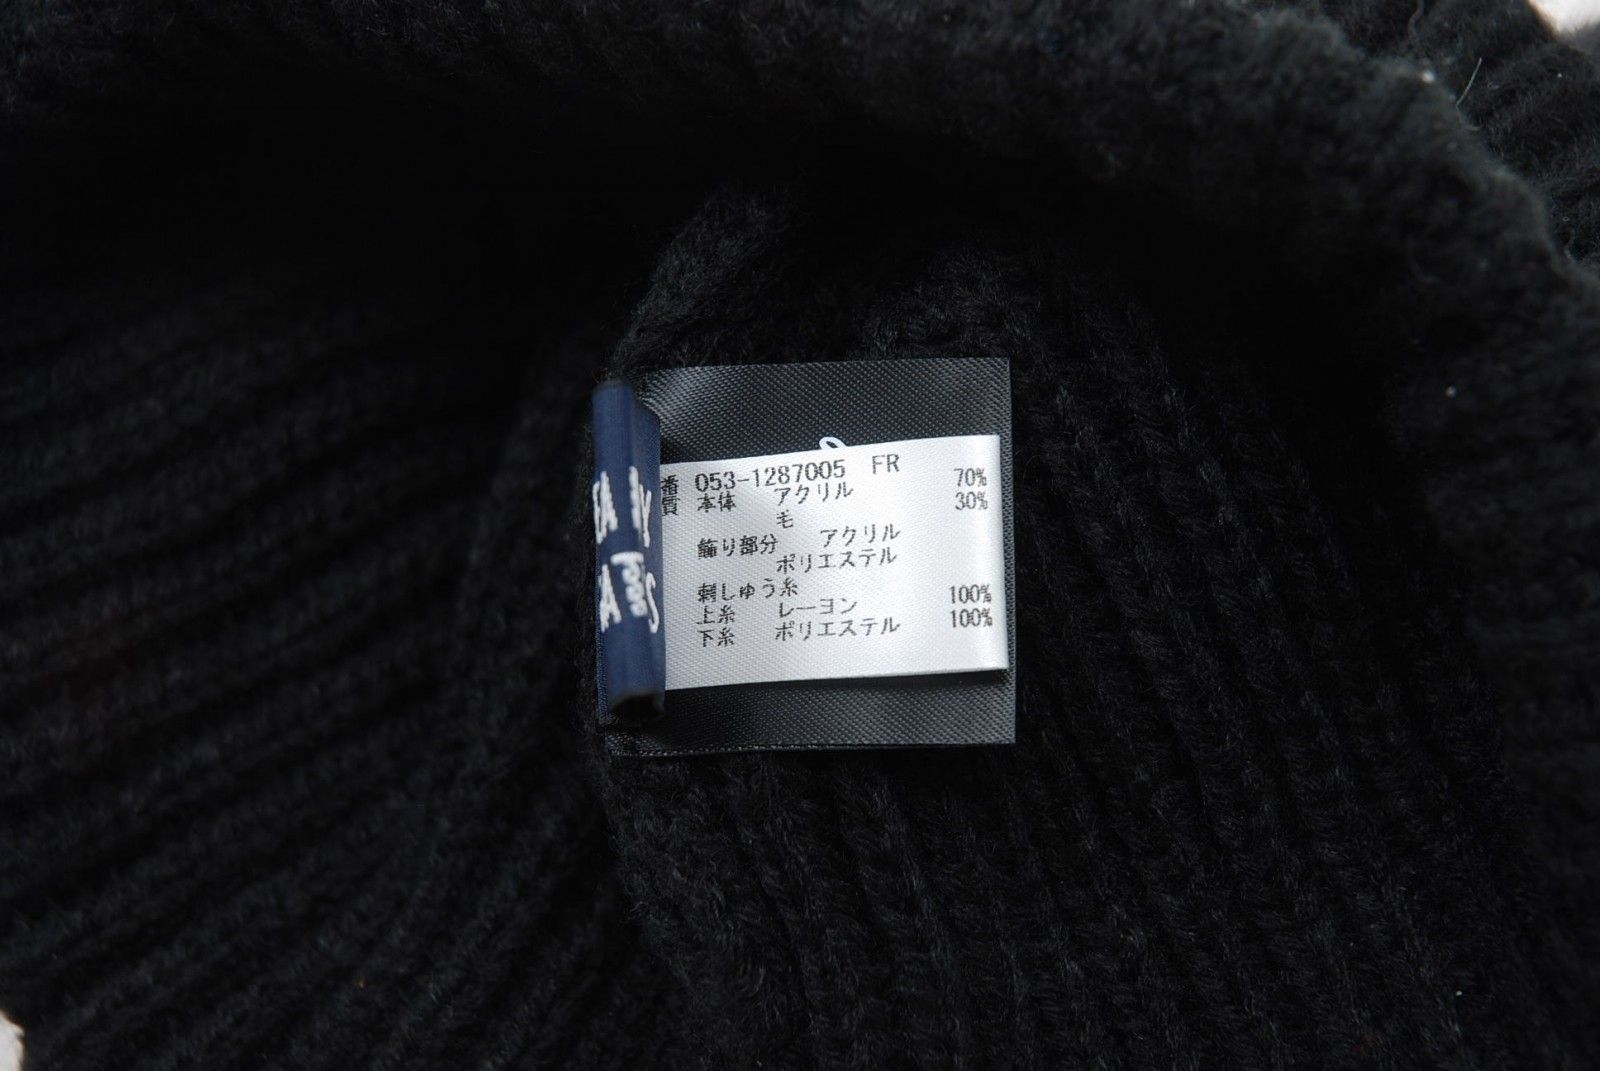 番 053-1287005 FR
質 本体 アクリル 70%
毛 30%
飾り部分 アクリル
ポリエステル
刺しゅう糸
上糸 レーヨン 100%
下糸 ポリエステル 100%